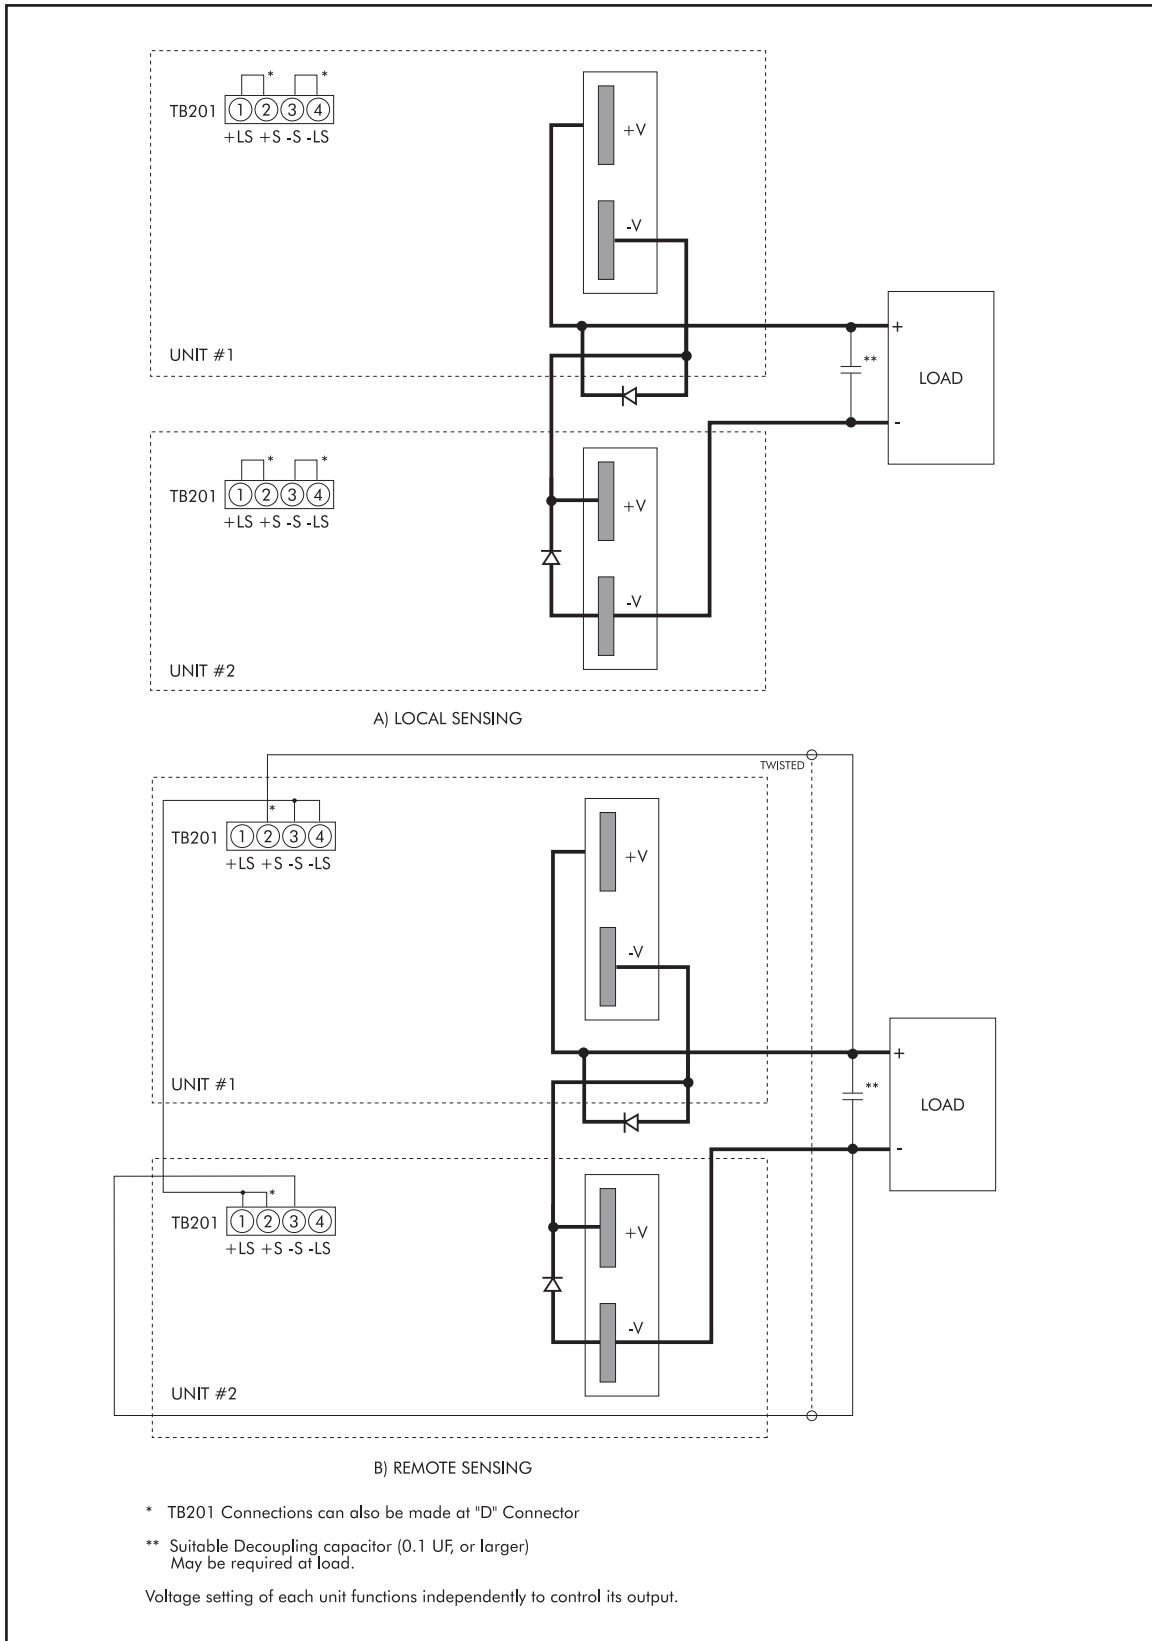 * *
TB201 1 2 3 4
+LS +S -S -LS
+V
-V
UNIT #1
+
**
LOAD
-
* *
TB201 1 2 3 4
+LS +S -S -LS
+V
-V
UNIT #2
A) LOCAL SENSING
TWISTED
*
TB201 1 2 3 4
+LS +S -S -LS
+V
-V
UNIT #1
+
**
LOAD
-
*
TB201 1 2 3 4
+LS +S -S -LS
+V
-V
UNIT #2
B) REMOTE SENSING
* TB201 Connections can also be made at "D" Connector
** Suitable Decoupling capacitor (0.1 UF, or larger)
May be required at load.
Voltage setting of each unit functions independently to control its output.